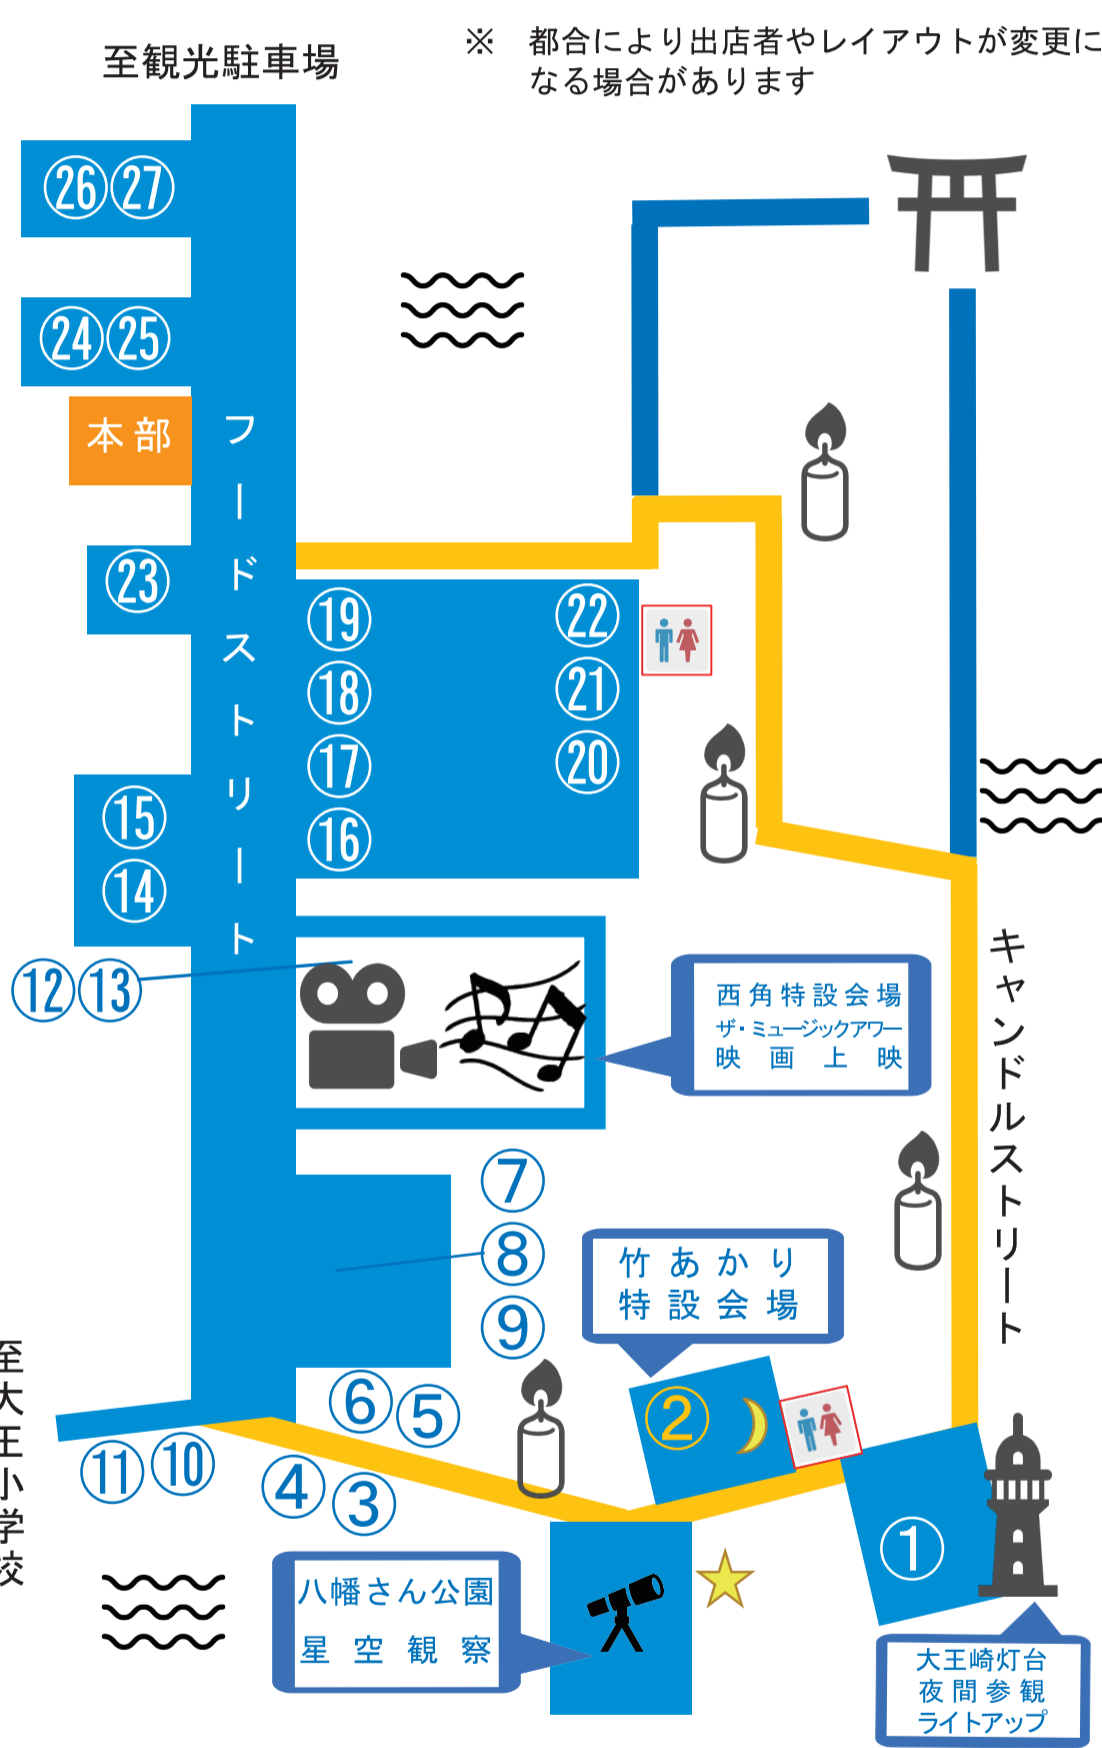 ※　都合により出店者やレイアウトが変更に
なる場合があります
至観光駐車場
㉖㉗
㉔㉕
本部
フードストリート
㉓
⑲
⑱
⑰
⑯
㉒
㉑
⑳
⑮
⑭
⑫⑬
西角特設会場
ザ・ミュージックアワー
映画上映
キャンドルストリート
⑦
⑧
⑨
竹あかり
特設会場
②
⑥⑤
④③
⑪⑩
至大王小学校
①
八幡さん公園
星空観察
大王崎灯台
夜間参観
ライトアップ